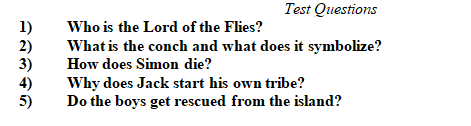 Test Questions
1) Who is the Lord of the Flies?
2) What is the conch and what does it symbolize?
3) How does Simon die?
4) Why does Jack start his own tribe?
5) Do the boys get rescued from the island?